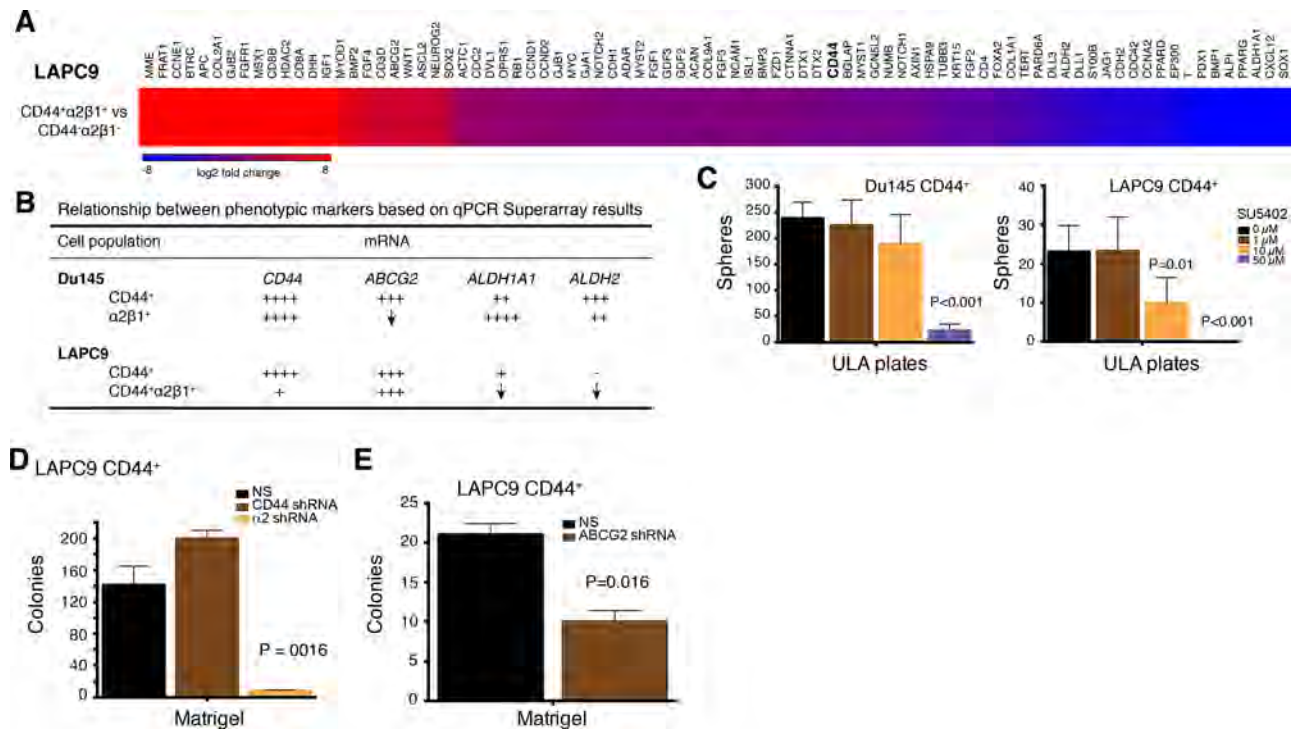 A
MME FRAT1 CCNE1 BTRC APC COL2A1 GJB2 FGFR1 MSX1 CD8B HDAC2 CD8A DHH IGF1 MYOD1 BMP2 FGF4 CD3D ABCG2 WNT1 ASCL2 NEUROG2 SOX2 ACTC1 CDC2 DVL1 OPRS1 RB1 CCND1 CCND2 GJB1 MYC GJA1 NOTCH2 CDH1 ADAR MYST2 FGF1 GDF3 GDF2 ACAN COL9A1 FGF3 NCAM1 ISL1 BMP3 FZD1 CTNNA1 DTX1 DTX2 CD44 BGLAP MYST1 GCN5L2 NUMB NOTCH1 AXIN1 HSPA9 TUBB3 KRT15 FGF2 CD4 FOXA2 COL1A1 TERT PARD6A DLL3 ALDH2 DLL1 S100B JAG1 CDH2 CDC42 CCNA2 PPARD EP300 T PDX1 BMP1 ALPI PPARG ALDH1A1 CXCL12 SOX1
LAPC9
CD44⁺α2β1⁺ vs
CD44⁻α2β1⁻
-8 log2 fold change 8
B
Relationship between phenotypic markers based on qPCR Superarray results
Cell population mRNA
Du145 CD44 ABCG2 ALDH1A1 ALDH2
CD44⁺ ++++ +++ ++ +++
α2β1⁺ ++++ ↓ ++++ ++
LAPC9
CD44⁺ ++++ +++ + -
CD44⁺α2β1⁺ + +++ ↓ ↓
C
Du145 CD44⁺
Spheres
300
250
200
150
100
50
0
P<0.001
ULA plates
LAPC9 CD44⁺
Spheres
40
30
20
10
0
P=0.01
P<0.001
ULA plates
SU5402
0 µM
1 µM
10 µM
50 µM
D
LAPC9 CD44⁺
NS
CD44 shRNA
α2 shRNA
Colonies
200
160
120
80
40
0
P = 0016
Matrigel
E
LAPC9 CD44⁺
NS
ABCG2 shRNA
Colonies
25
20
15
10
5
0
P=0.016
Matrigel